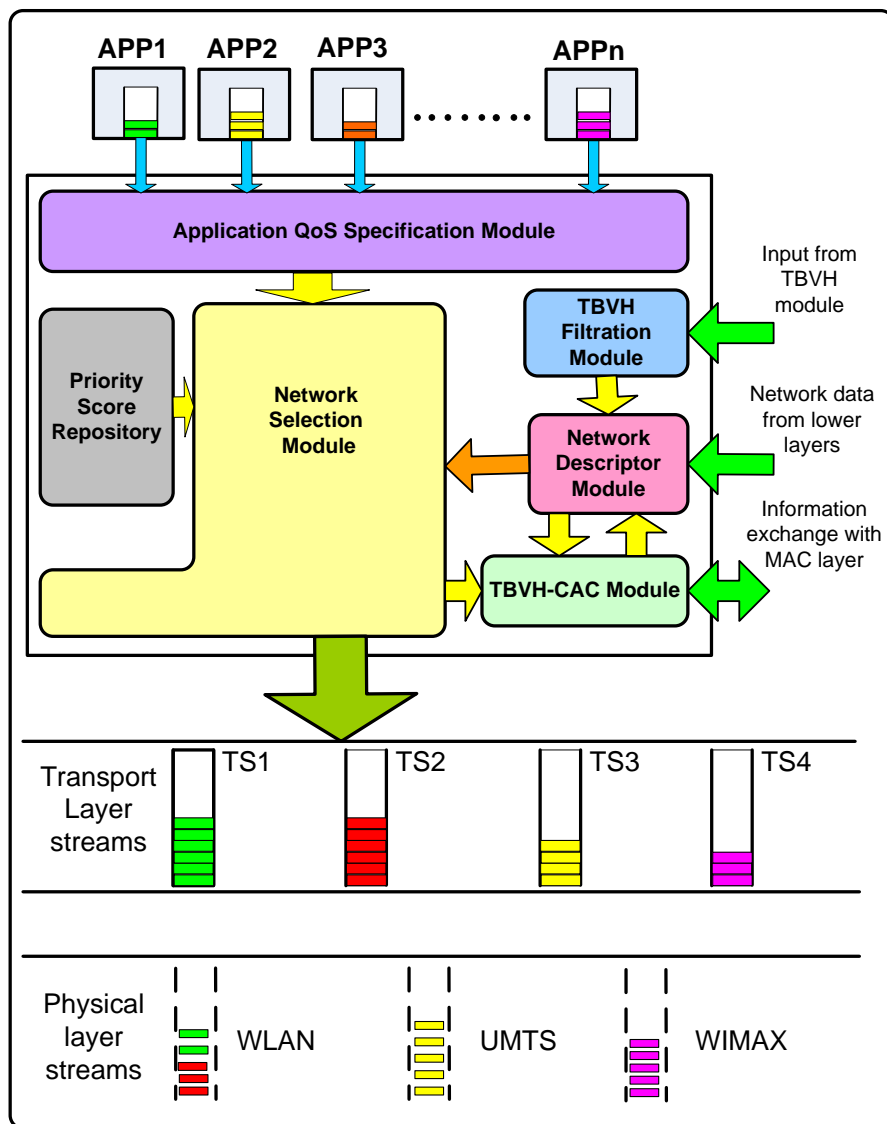 APP1
APP2
APP3
APPn
Application QoS Specification Module
Input from
TBVH
module
TBVH
Filtration
Module
Priority
Score
Repository
Network
Selection
Module
Network data
from lower
layers
Network
Descriptor
Module
Information
exchange with
MAC layer
TBVH-CAC Module
Transport
Layer
streams
TS1
TS2
TS3
TS4
Physical
layer
streams
WLAN
UMTS
WIMAX